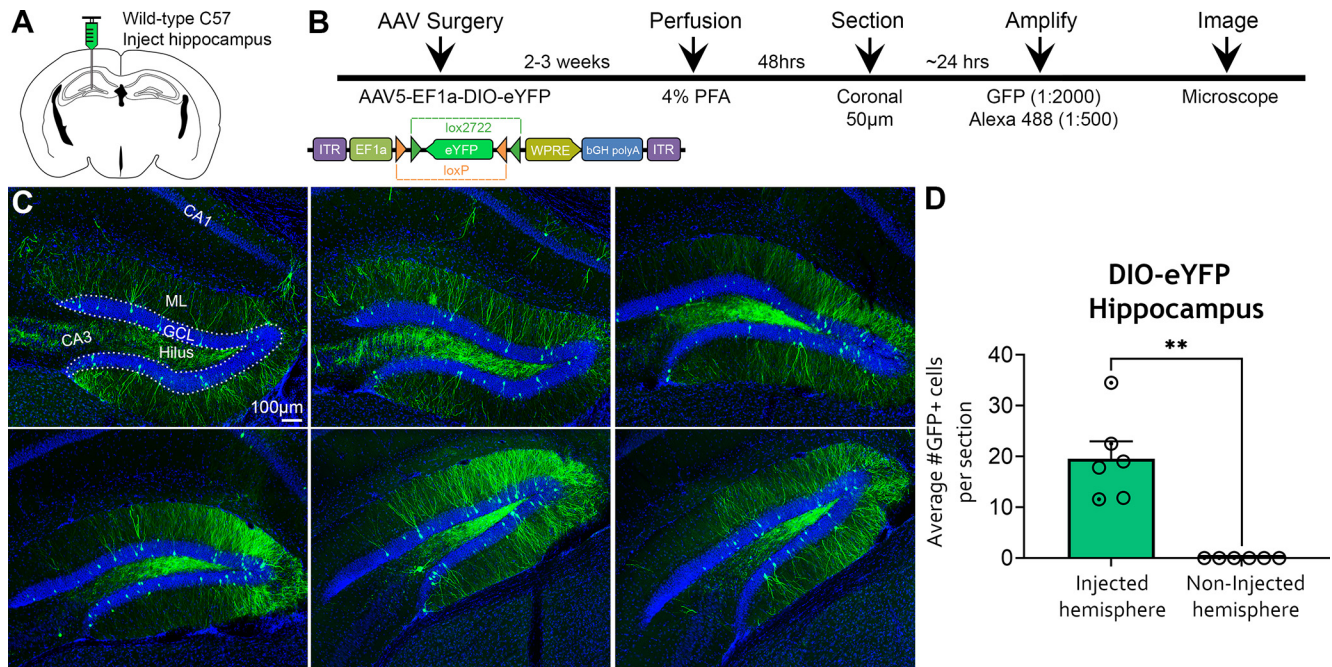 A
Wild-type C57
Inject hippocampus
B
AAV Surgery
Perfusion
Section
Amplify
Image
2-3 weeks
48hrs
~24 hrs
AAV5-EF1a-DIO-eYFP
4% PFA
Coronal
50µm
GFP (1:2000)
Alexa 488 (1:500)
Microscope
lox2722
ITR
EF1a
eYFP
WPRE
bGH polyA
ITR
loxP
C
CA1
ML
GCL
CA3
Hilus
100µm
D
DIO-eYFP
Hippocampus
**
Average #GFP+ cells
per section
40
30
20
10
0
Injected
hemisphere
Non-Injected
hemisphere